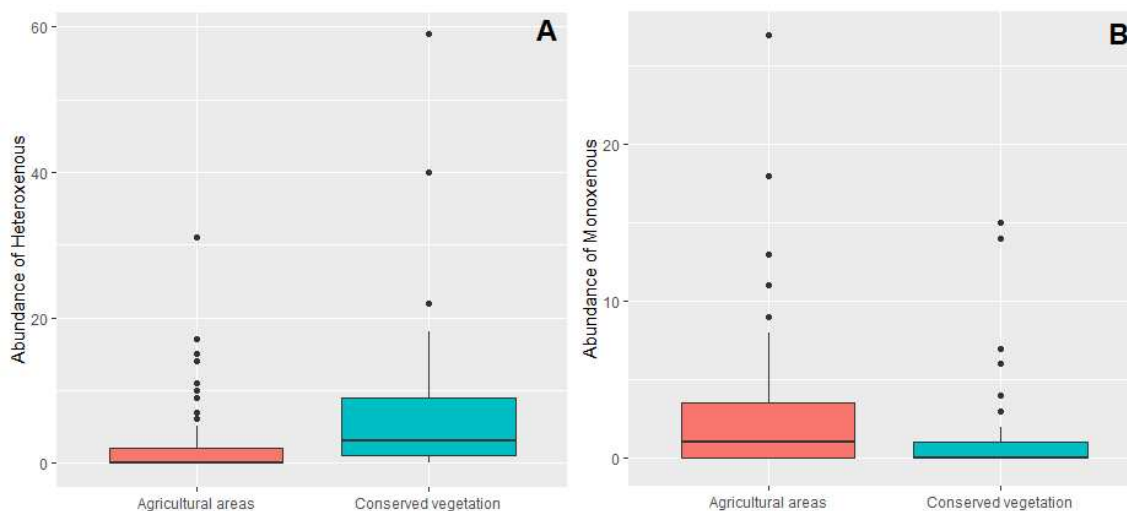 A
Abundance of Heteroxenous
60
40
20
0
Agricultural areas
Conserved vegetation
B
Abundance of Monoxenous
20
10
0
Agricultural areas
Conserved vegetation